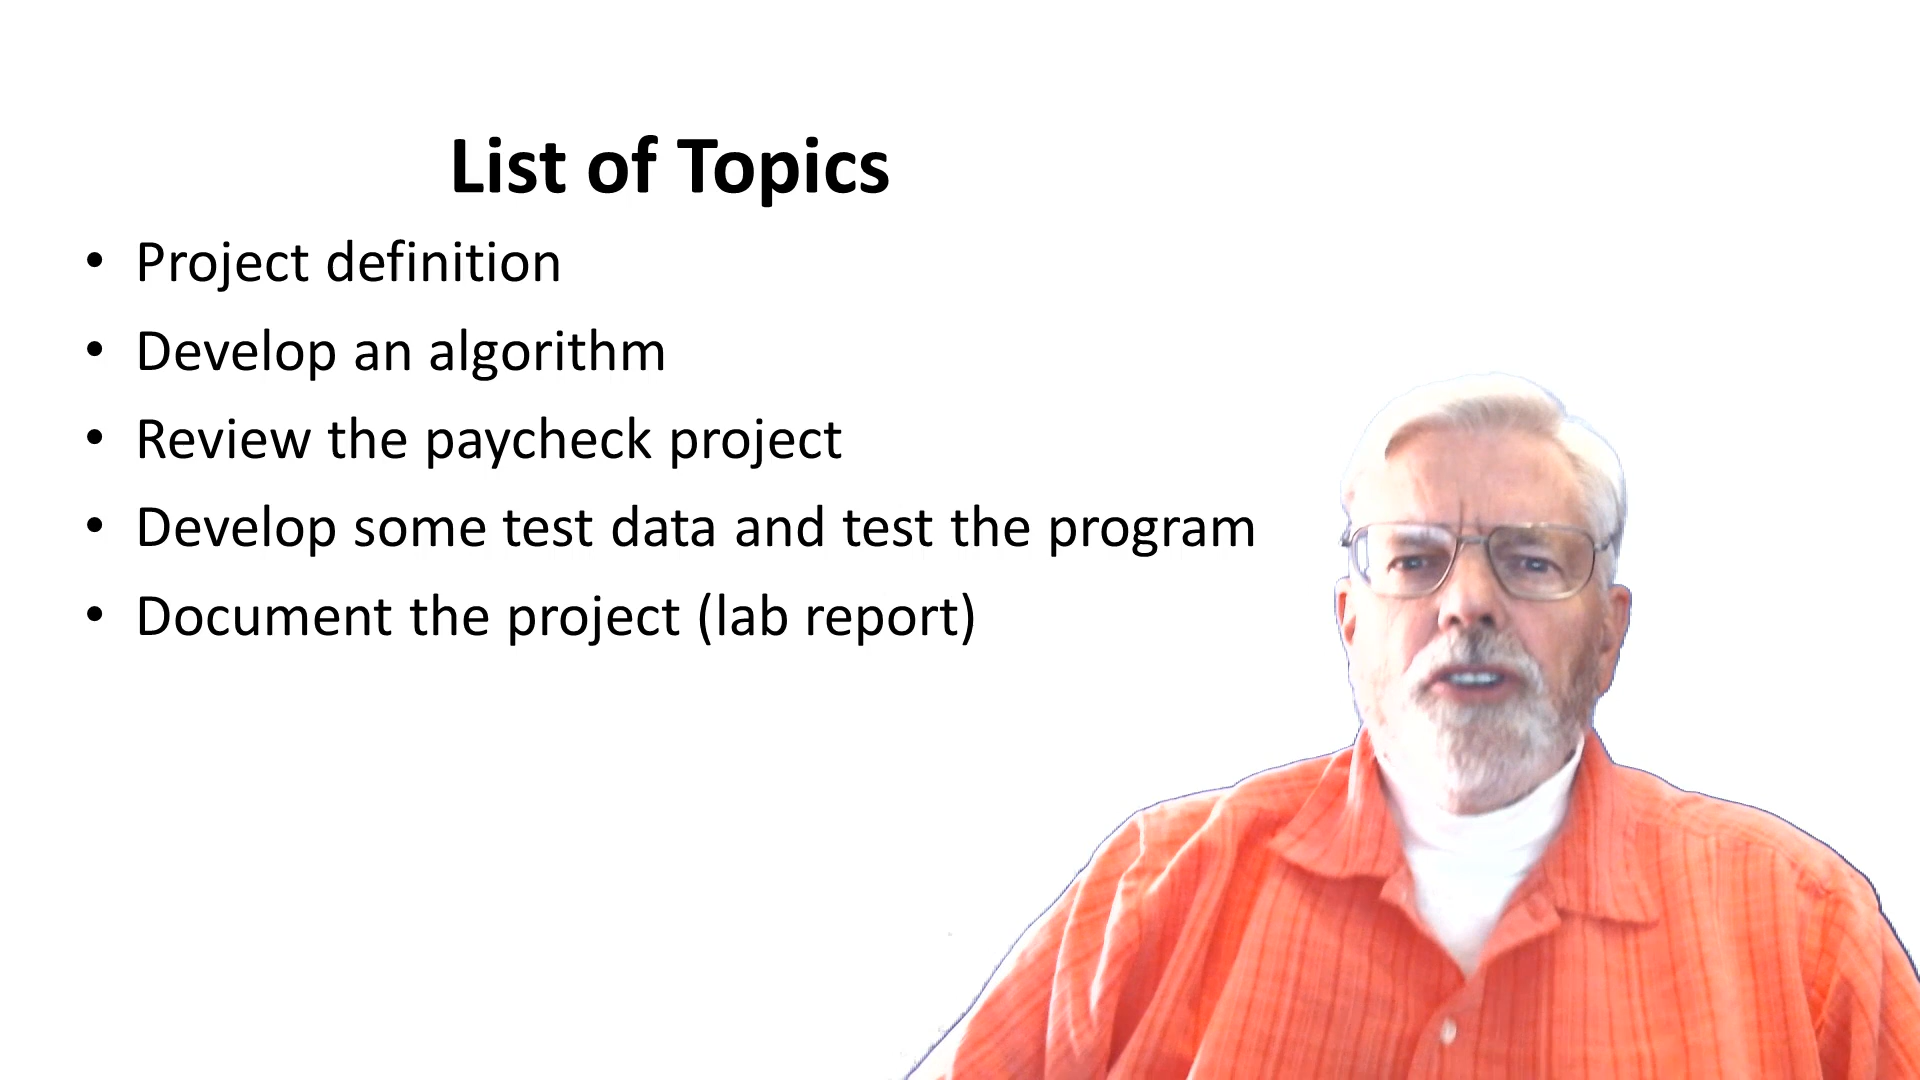 List of Topics
• Project definition
• Develop an algorithm
• Review the paycheck project
• Develop some test data and test the program
• Document the project (lab report)